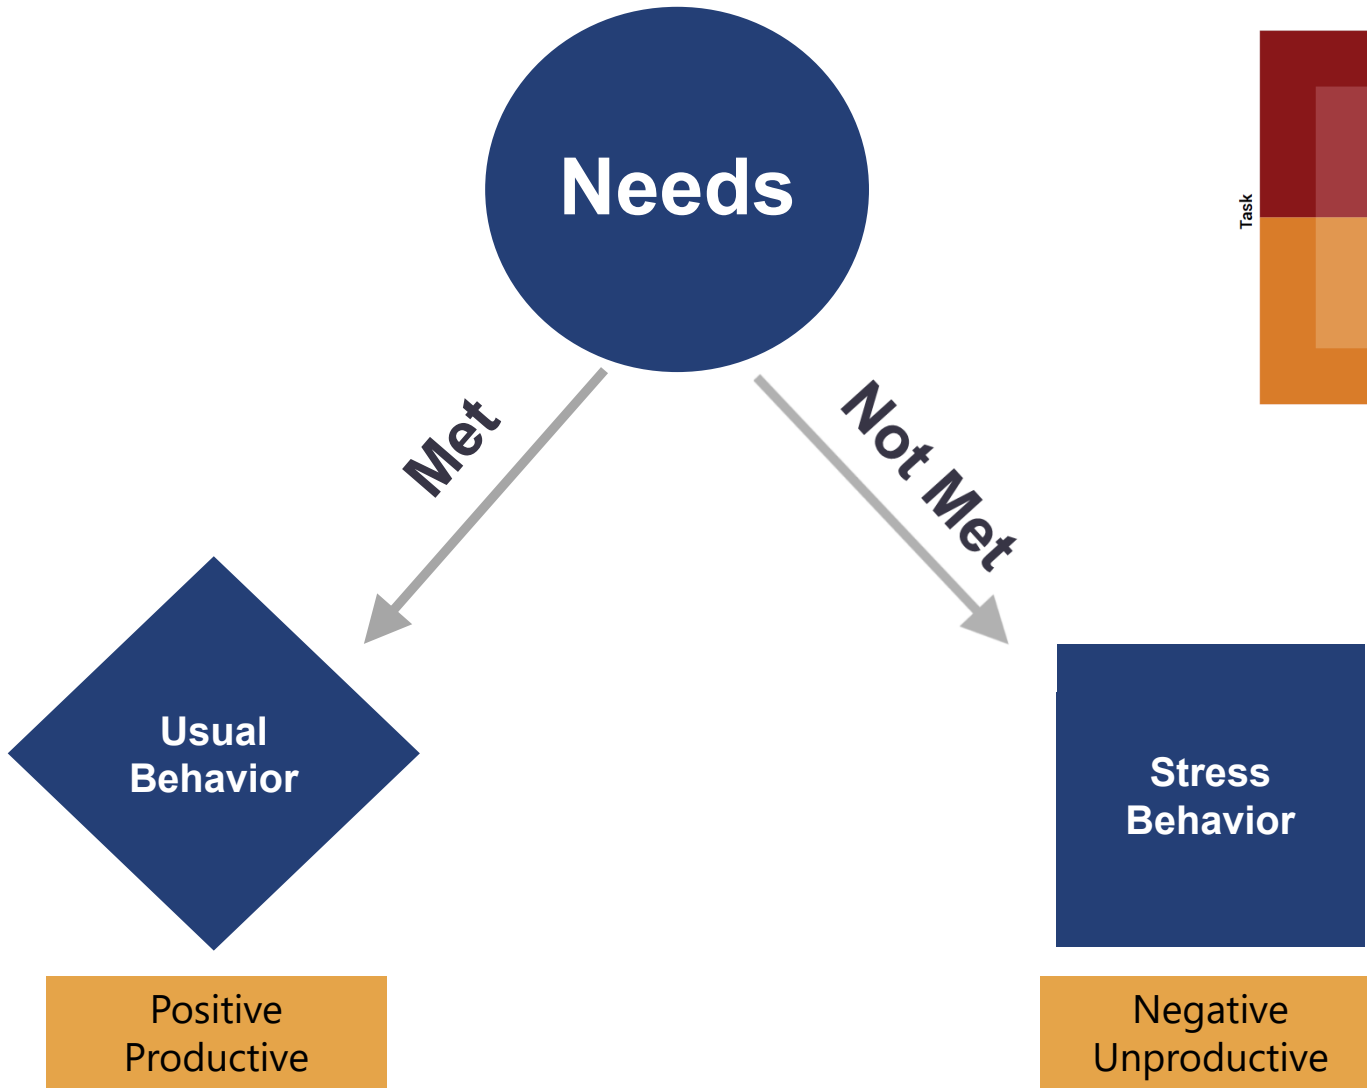 Needs
Task
Met
Not Met
Usual
Behavior
Stress
Behavior
Positive
Productive
Negative
Unproductive